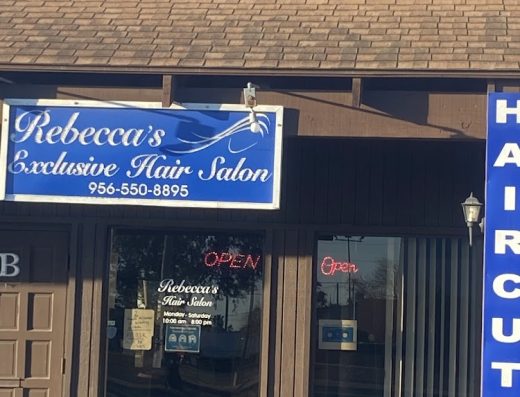 Rebecca's
Exclusive Hair Salon
956-550-8895
HAIRCUT
B
OPEN
Open
Rebecca's
Hair Salon
Monday - Saturday
10:00 am 8:00 pm